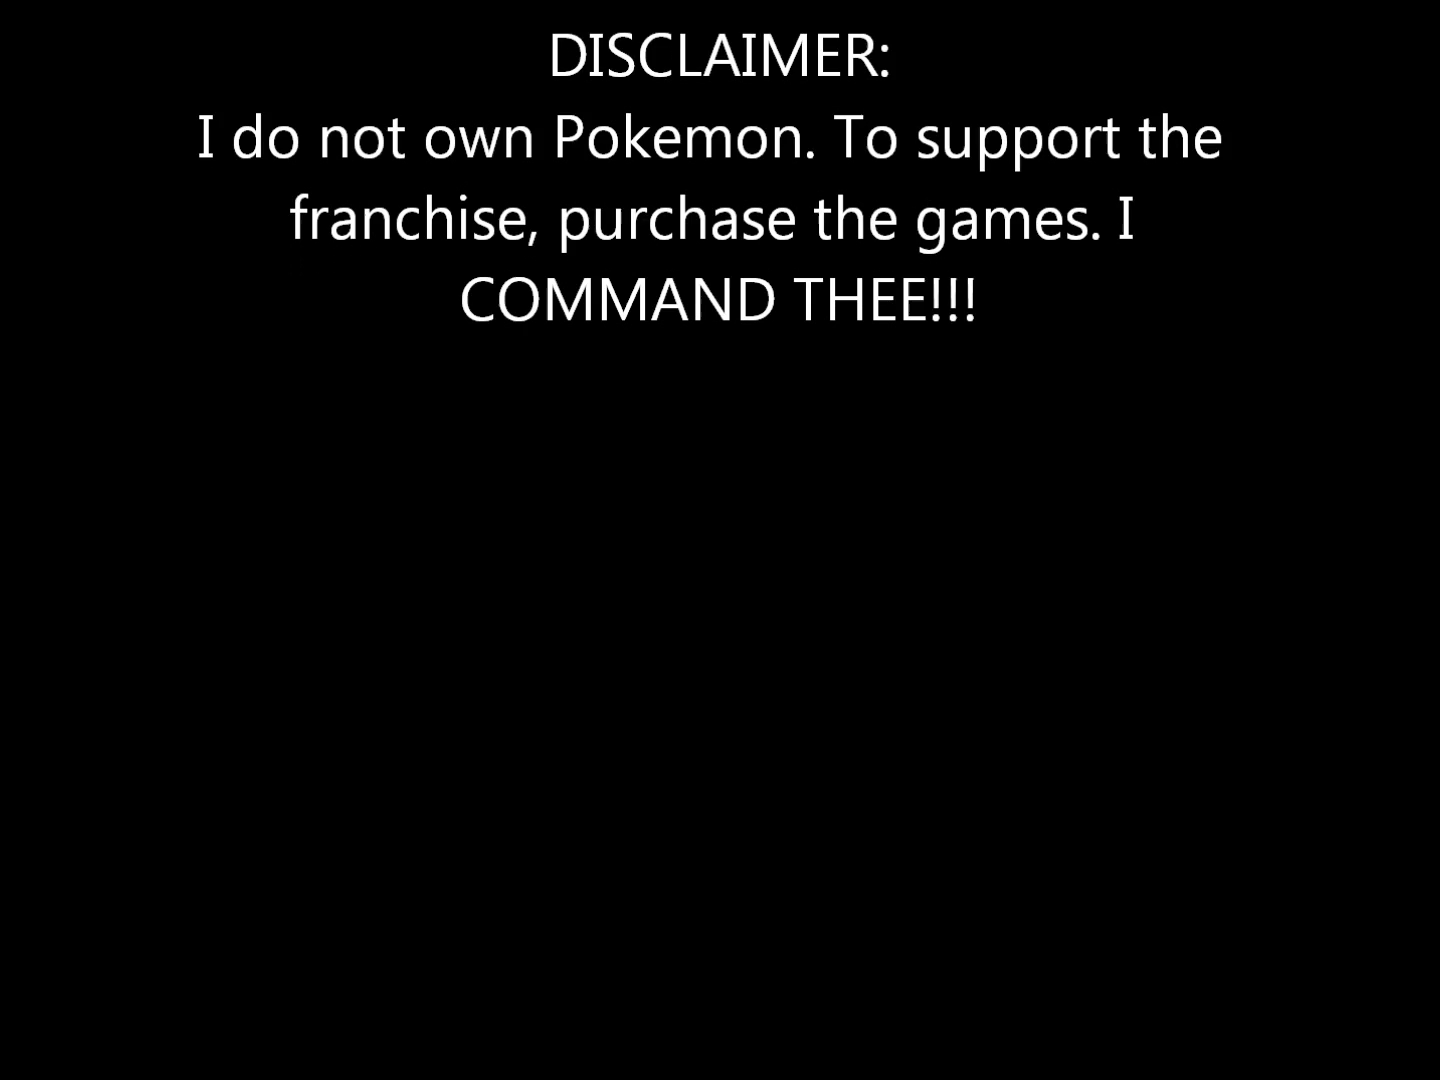 DISCLAIMER:
I do not own Pokemon. To support the
franchise, purchase the games. I
COMMAND THEE!!!